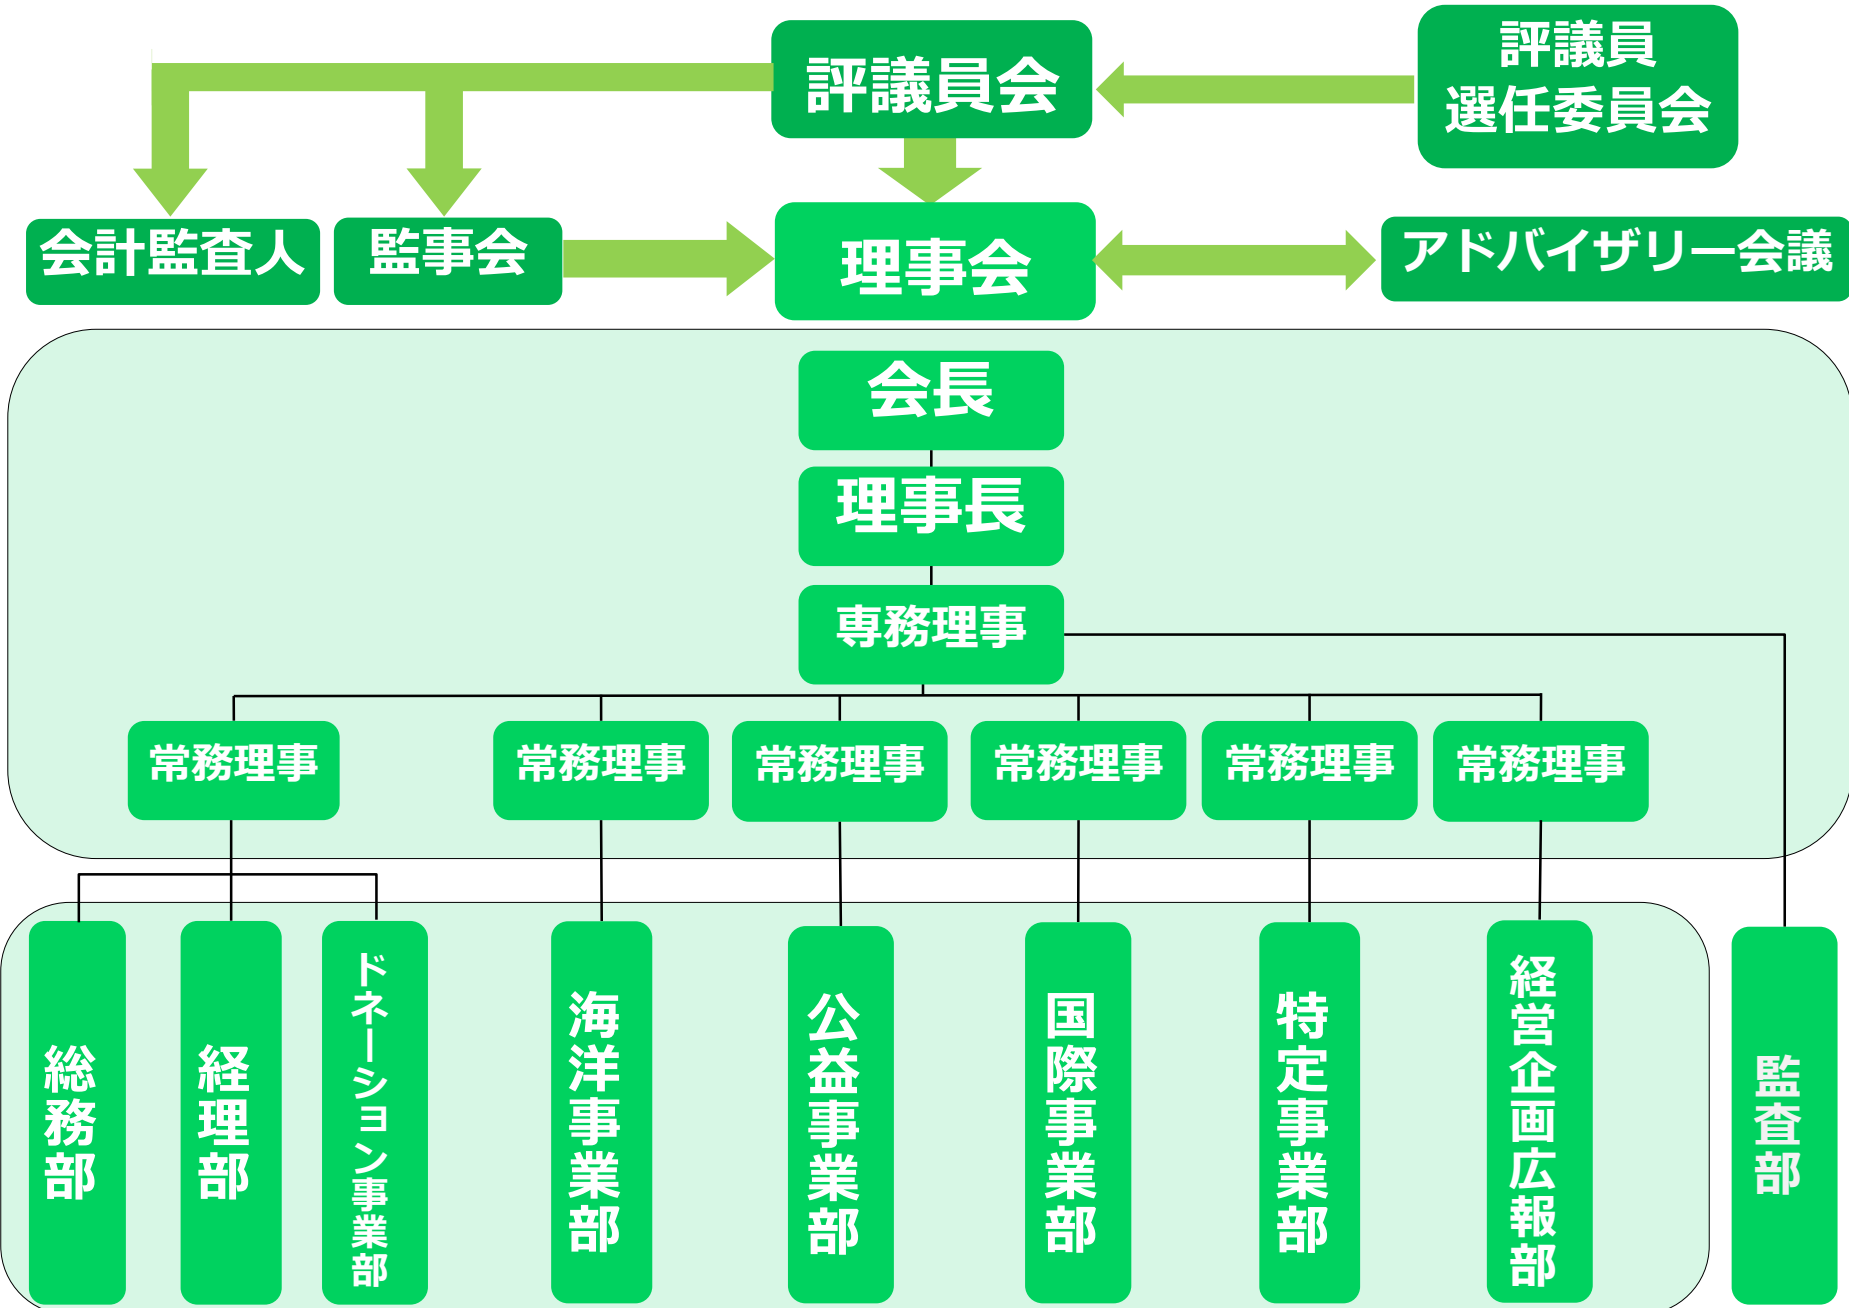 評議員会
評議員
選任委員会
会計監査人
監事会
理事会
アドバイザリー会議
会長
理事長
専務理事
常務理事
常務理事
常務理事
常務理事
常務理事
常務理事
総務部
経理部
ドネーション事業部
海洋事業部
公益事業部
国際事業部
特定事業部
経営企画広報部
監査部